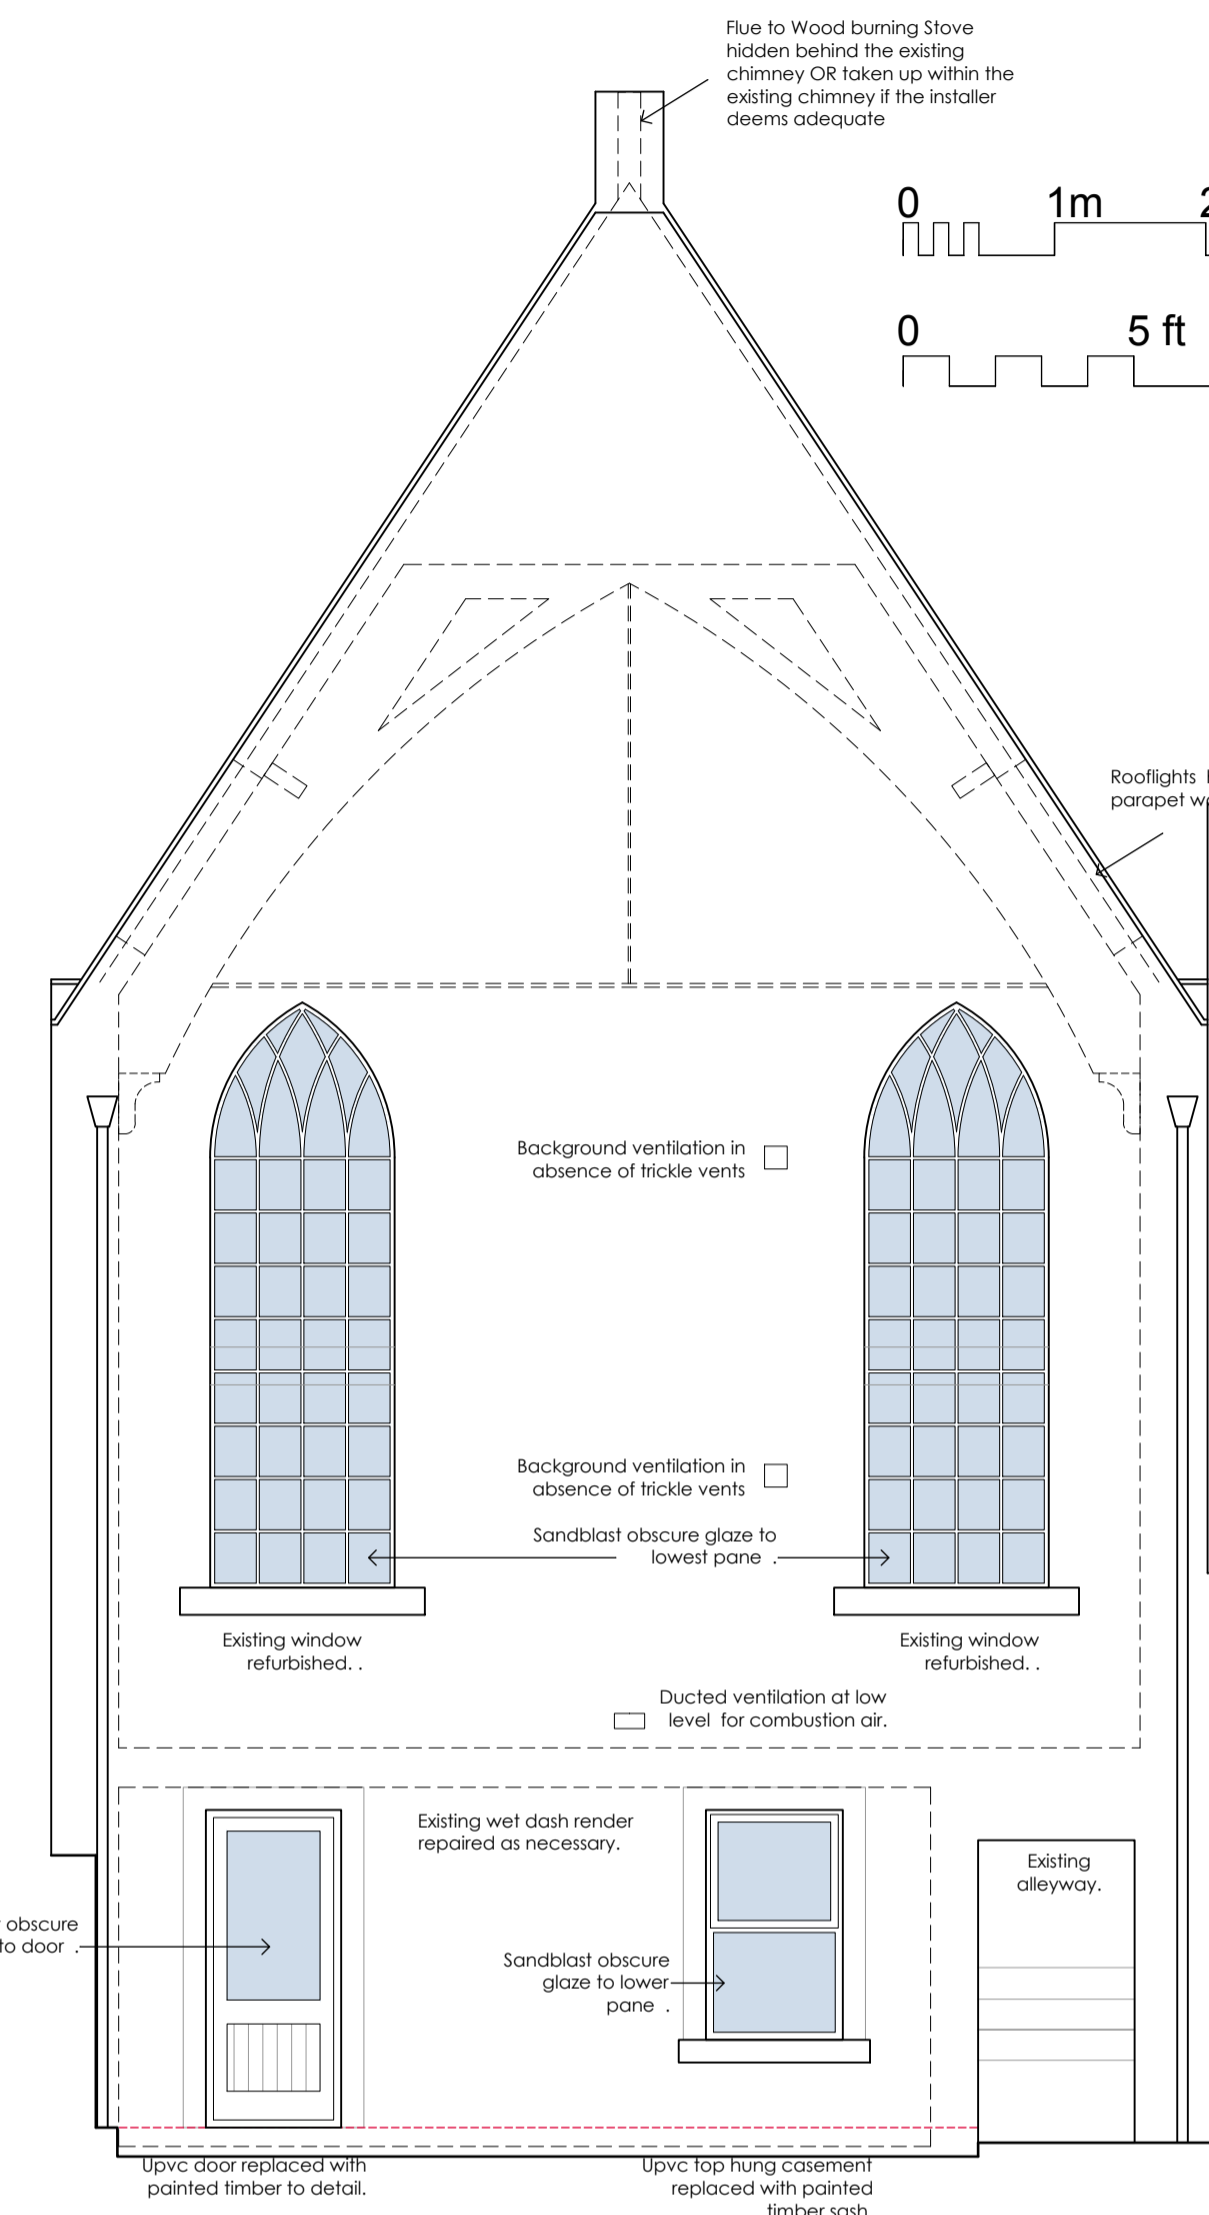 Flue to Wood burning Stove
hidden behind the existing
chimney OR taken up within the
existing chimney if the installer
deems adequate
0 1m
0 5 ft
Rooflights
parapet
Background ventilation in
absence of trickle vents
Background ventilation in
absence of trickle vents
Sandblast obscure glaze to
lowest pane .
Existing window
refurbished. .
Existing window
refurbished. .
Ducted ventilation at low
level for combustion air.
Existing wet dash render
repaired as necessary.
Existing
alleyway.
obscure
to door .
Sandblast obscure
glaze to lower
pane .
Upvc door replaced with
painted timber to detail.
Upvc top hung casement
replaced with painted
timber sash